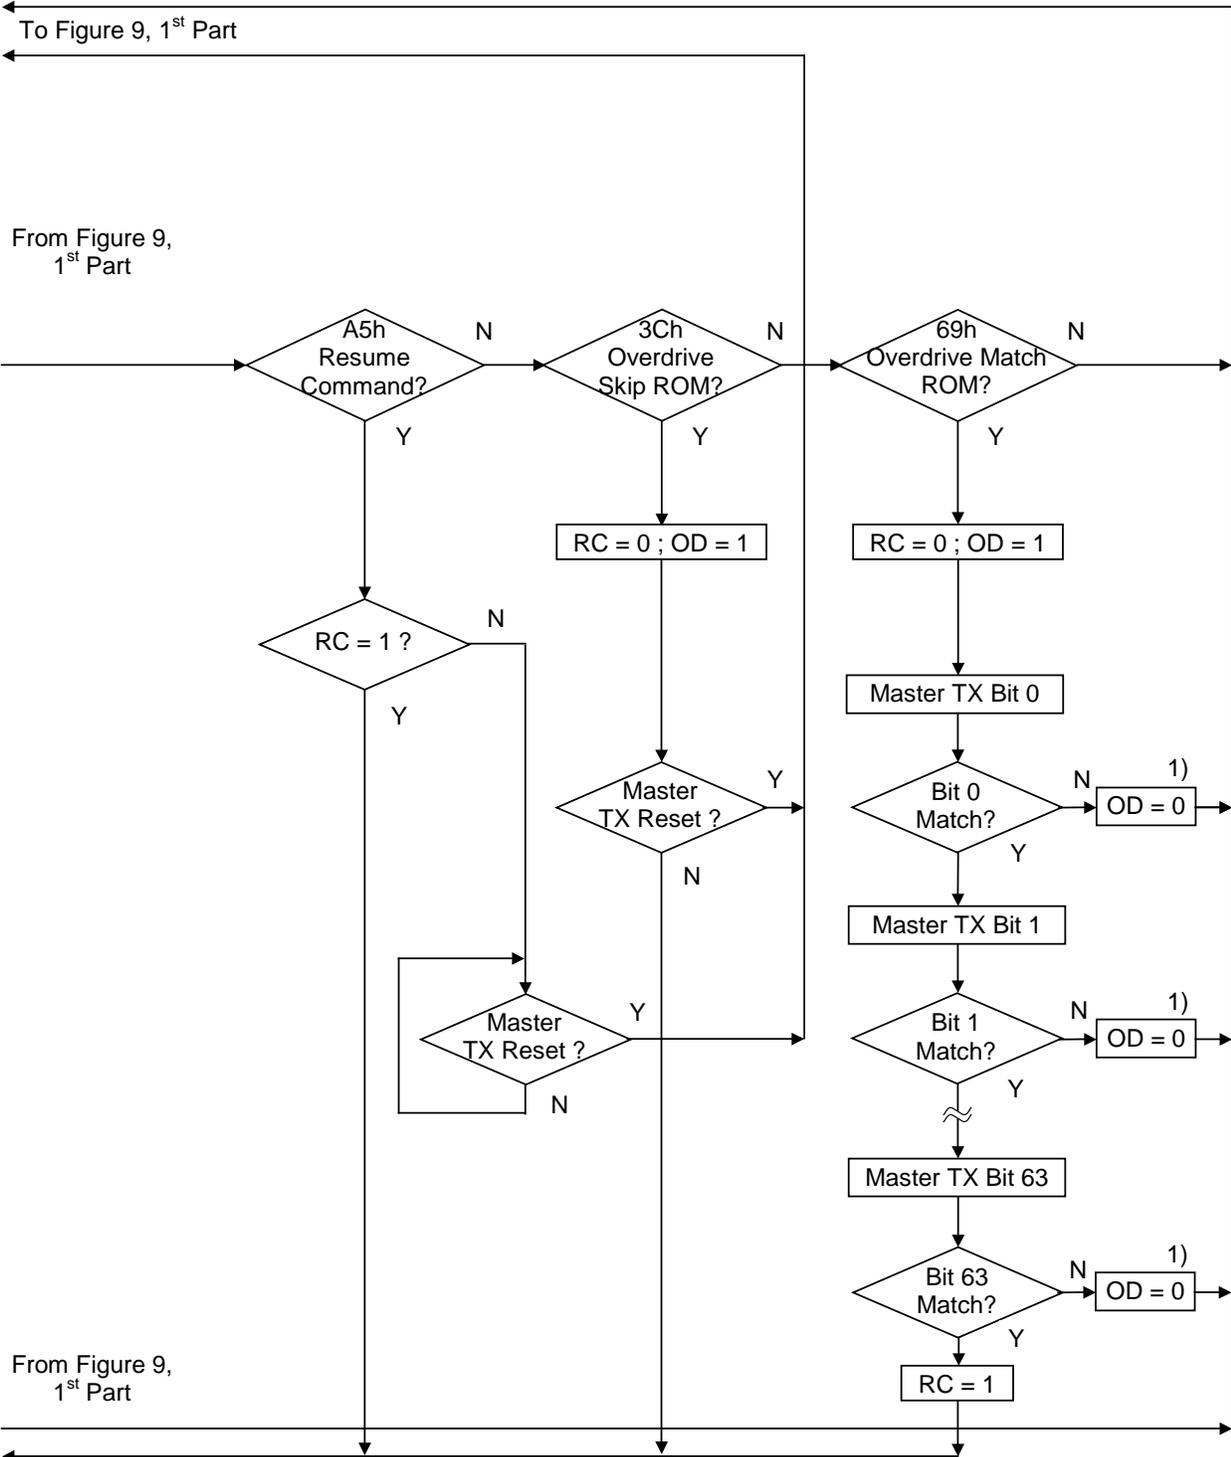 To Figure 9, 1st Part
From Figure 9,
1st Part
A5h
Resume
Command?
N
Y
3Ch
Overdrive
Skip ROM?
N
Y
69h
Overdrive Match
ROM?
N
Y
RC = 0 ; OD = 1
RC = 0 ; OD = 1
RC = 1 ?
N
Y
Master TX Bit 0
Master
TX Reset ?
Y
N
Bit 0
Match?
N
Y
1)
OD = 0
Master TX Bit 1
Master
TX Reset ?
Y
N
Bit 1
Match?
N
Y
1)
OD = 0
Master TX Bit 63
Bit 63
Match?
N
Y
1)
OD = 0
From Figure 9,
1st Part
RC = 1